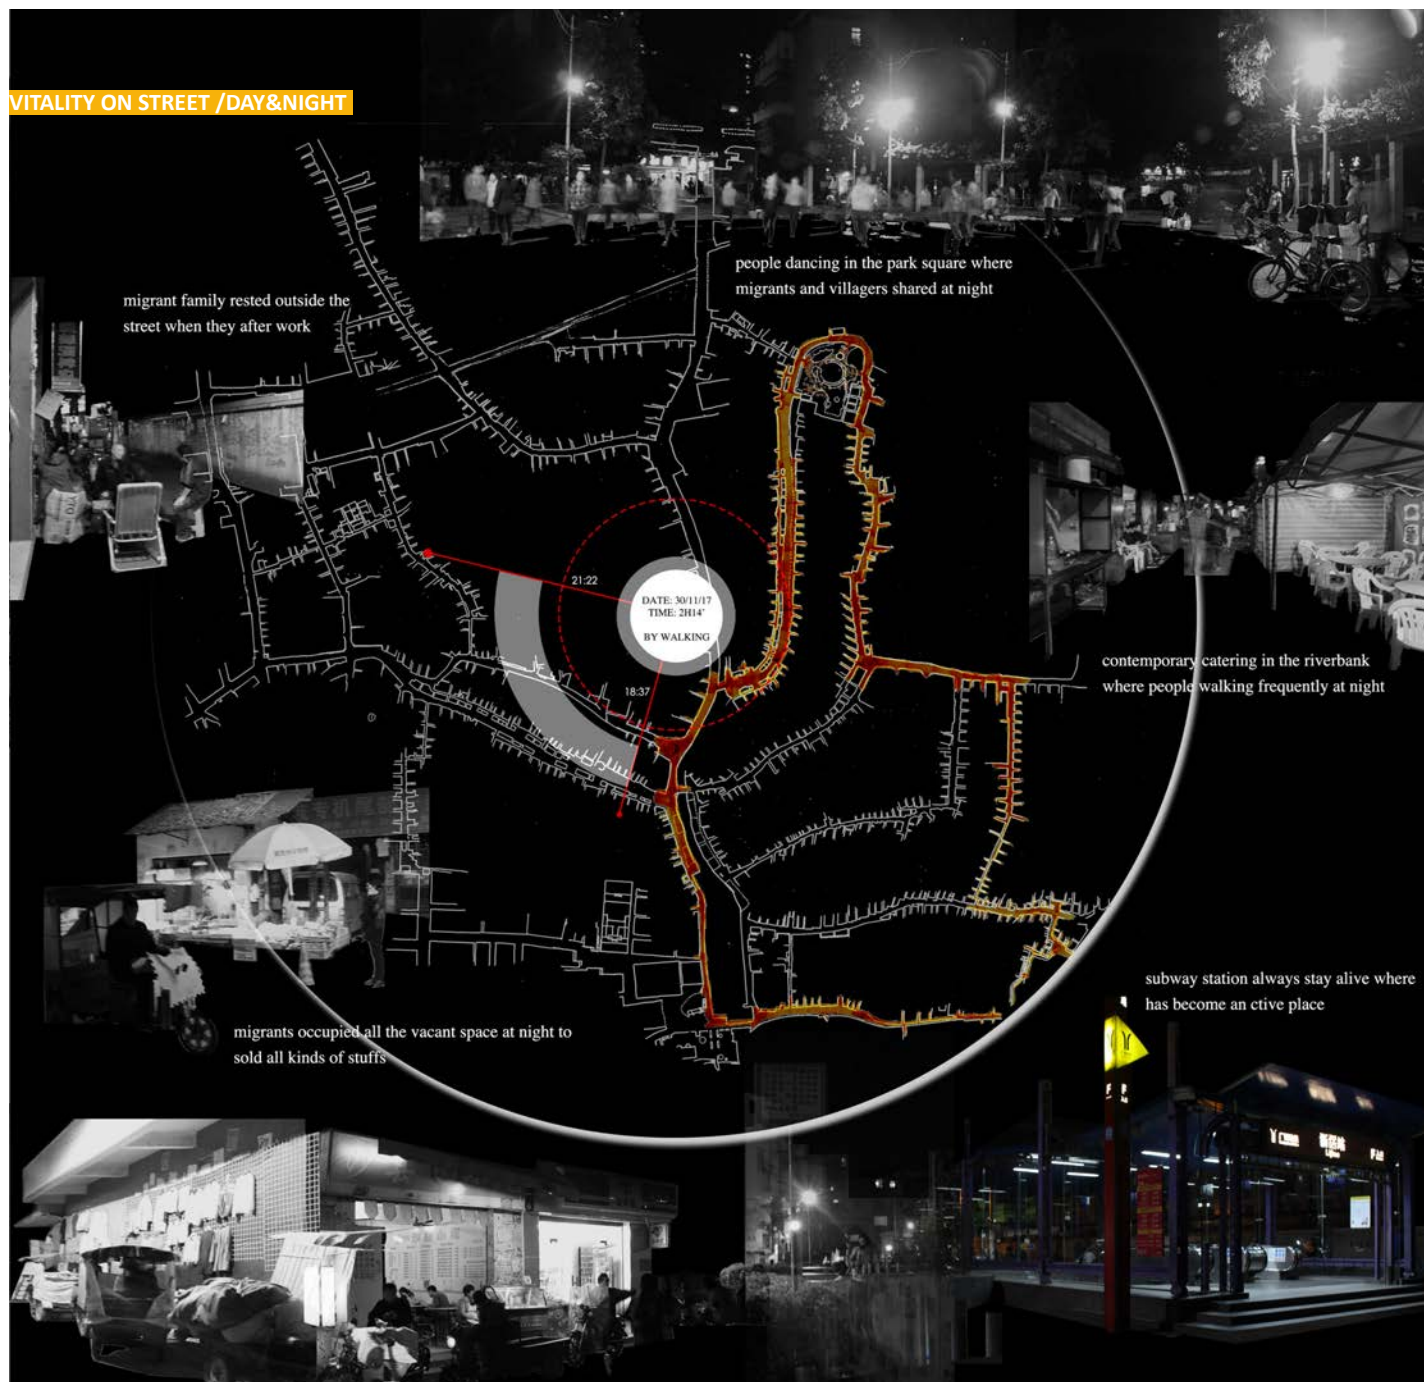 VITALITY ON STREET /DAY&NIGHT
people dancing in the park square where
migrants and villagers shared at night
migrant family rested outside the
street when they after work
21:22
DATE: 30/11/17
TIME: 2H14'
BY WALKING
18:37
contemporary catering in the riverbank
where people walking frequently at night
subway station always stay alive where
has become an ctive place
migrants occupied all the vacant space at night to
sold all kinds of stuffs
YTO
F
F